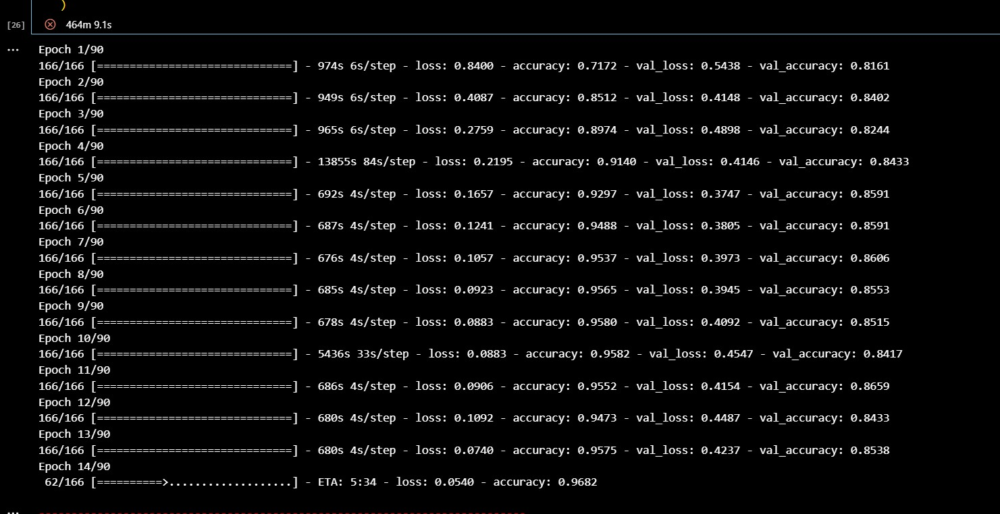 )
[26] 464m 9.1s
... Epoch 1/90
166/166 [==============================] - 974s 6s/step - loss: 0.8400 - accuracy: 0.7172 - val_loss: 0.5438 - val_accuracy: 0.8161
Epoch 2/90
166/166 [==============================] - 949s 6s/step - loss: 0.4087 - accuracy: 0.8512 - val_loss: 0.4148 - val_accuracy: 0.8402
Epoch 3/90
166/166 [==============================] - 965s 6s/step - loss: 0.2759 - accuracy: 0.8974 - val_loss: 0.4898 - val_accuracy: 0.8244
Epoch 4/90
166/166 [==============================] - 13855s 84s/step - loss: 0.2195 - accuracy: 0.9140 - val_loss: 0.4146 - val_accuracy: 0.8433
Epoch 5/90
166/166 [==============================] - 692s 4s/step - loss: 0.1657 - accuracy: 0.9297 - val_loss: 0.3747 - val_accuracy: 0.8591
Epoch 6/90
166/166 [==============================] - 687s 4s/step - loss: 0.1241 - accuracy: 0.9488 - val_loss: 0.3805 - val_accuracy: 0.8591
Epoch 7/90
166/166 [==============================] - 676s 4s/step - loss: 0.1057 - accuracy: 0.9537 - val_loss: 0.3973 - val_accuracy: 0.8606
Epoch 8/90
166/166 [==============================] - 685s 4s/step - loss: 0.0923 - accuracy: 0.9565 - val_loss: 0.3945 - val_accuracy: 0.8553
Epoch 9/90
166/166 [==============================] - 678s 4s/step - loss: 0.0883 - accuracy: 0.9580 - val_loss: 0.4092 - val_accuracy: 0.8515
Epoch 10/90
166/166 [==============================] - 5436s 33s/step - loss: 0.0883 - accuracy: 0.9582 - val_loss: 0.4547 - val_accuracy: 0.8417
Epoch 11/90
166/166 [==============================] - 686s 4s/step - loss: 0.0906 - accuracy: 0.9552 - val_loss: 0.4154 - val_accuracy: 0.8659
Epoch 12/90
166/166 [==============================] - 680s 4s/step - loss: 0.1092 - accuracy: 0.9473 - val_loss: 0.4487 - val_accuracy: 0.8433
Epoch 13/90
166/166 [==============================] - 680s 4s/step - loss: 0.0740 - accuracy: 0.9575 - val_loss: 0.4237 - val_accuracy: 0.8538
Epoch 14/90
62/166 [==========>...................] - ETA: 5:34 - loss: 0.0540 - accuracy: 0.9682
...